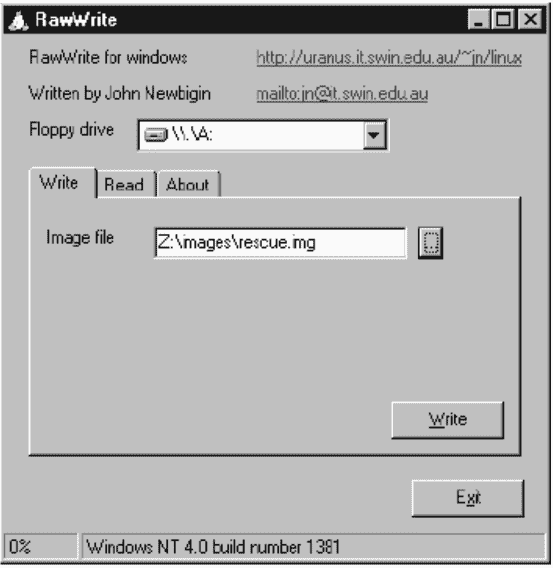 RawWrite
RawWrite for windows http://uranus.it.swin.edu.au/~jn/linux
Written by John Newbigin mailto:jn@it.swin.edu.au
Floppy drive \\.\A:
Write Read About
Image file Z:\images\rescue.img
Write
Exit
0% Windows NT 4.0 build number 1381